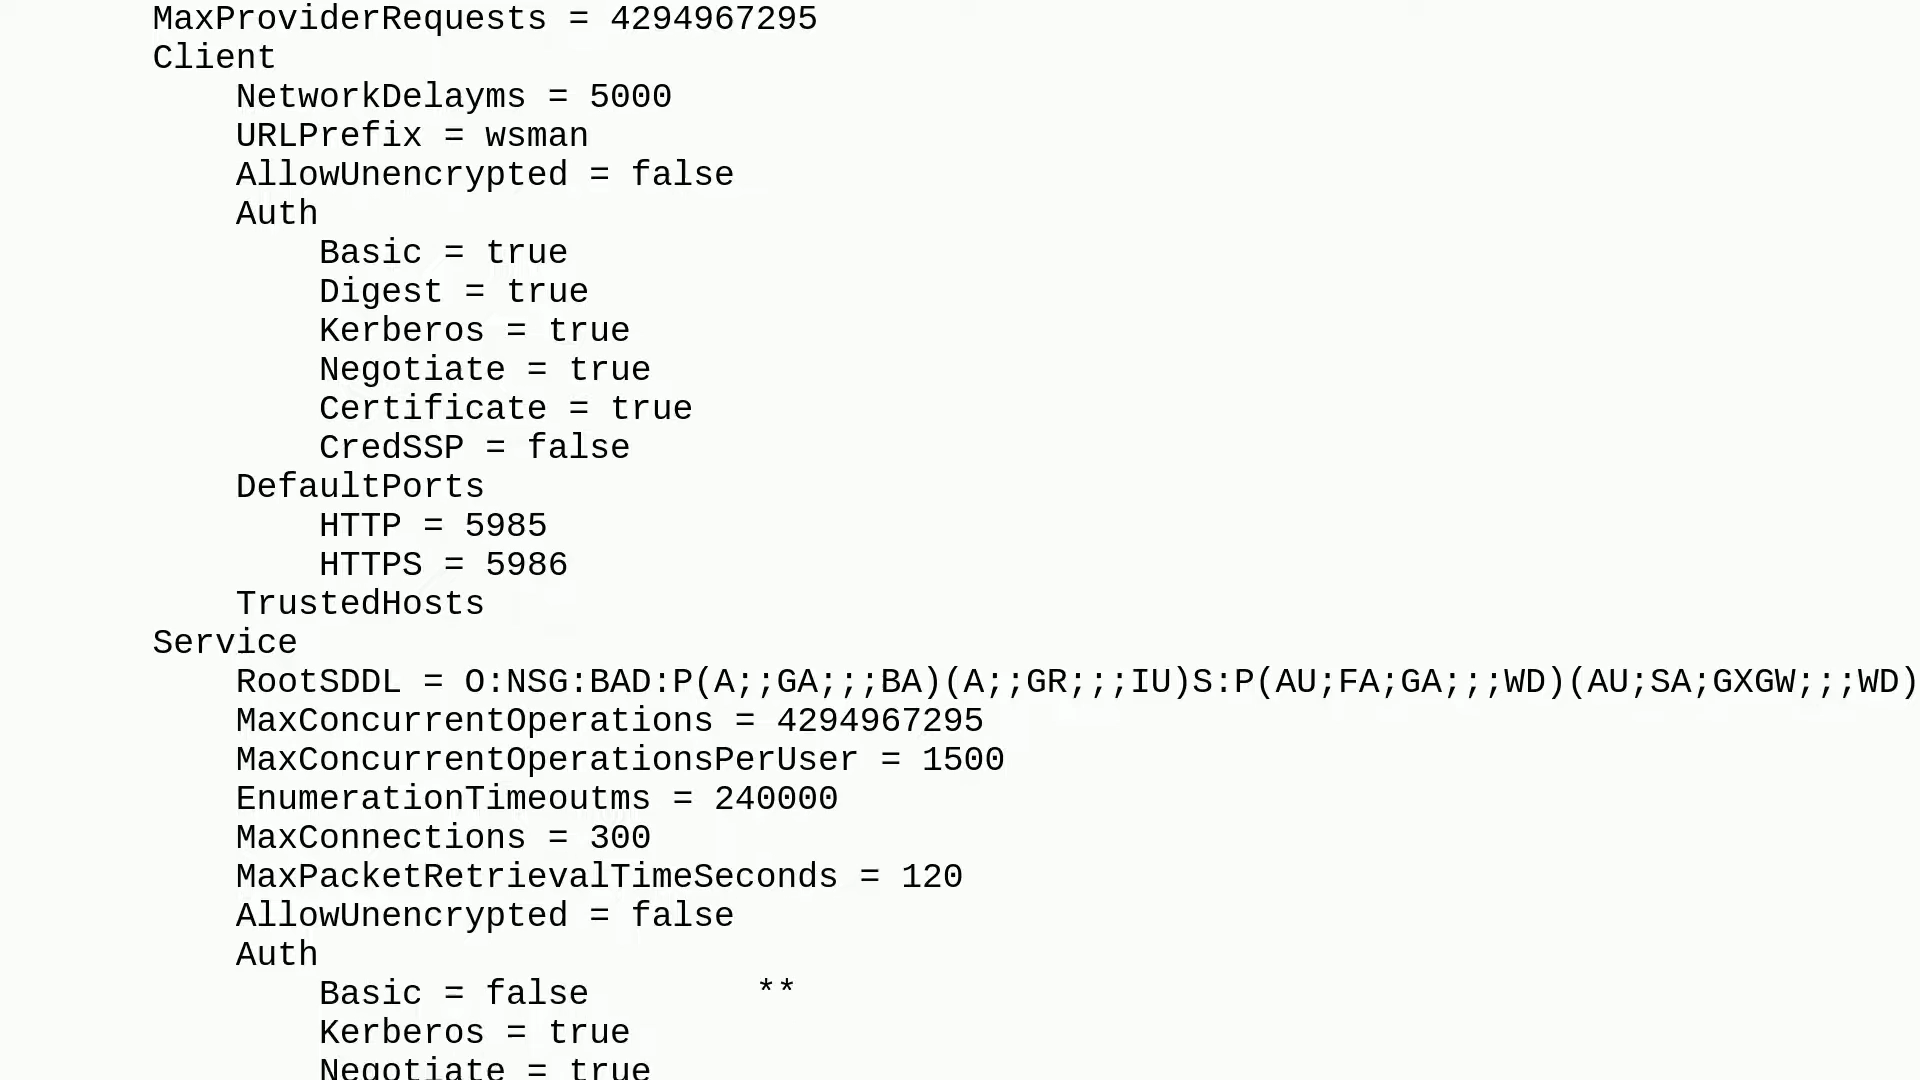 MaxProviderRequests = 4294967295
Client
NetworkDelayms = 5000
URLPrefix = wsman
AllowUnencrypted = false
Auth
Basic = true
Digest = true
Kerberos = true
Negotiate = true
Certificate = true
CredSSP = false
DefaultPorts
HTTP = 5985
HTTPS = 5986
TrustedHosts
Service
RootSDDL = O:NSG:BAD:P(A;;GA;;;BA)(A;;GR;;;IU)S:P(AU;FA;GA;;;WD)(AU;SA;GXGW;;;WD)
MaxConcurrentOperations = 4294967295
MaxConcurrentOperationsPerUser = 1500
EnumerationTimeoutms = 240000
MaxConnections = 300
MaxPacketRetrievalTimeSeconds = 120
AllowUnencrypted = false
Auth
Basic = false **
Kerberos = true
Negotiate = true